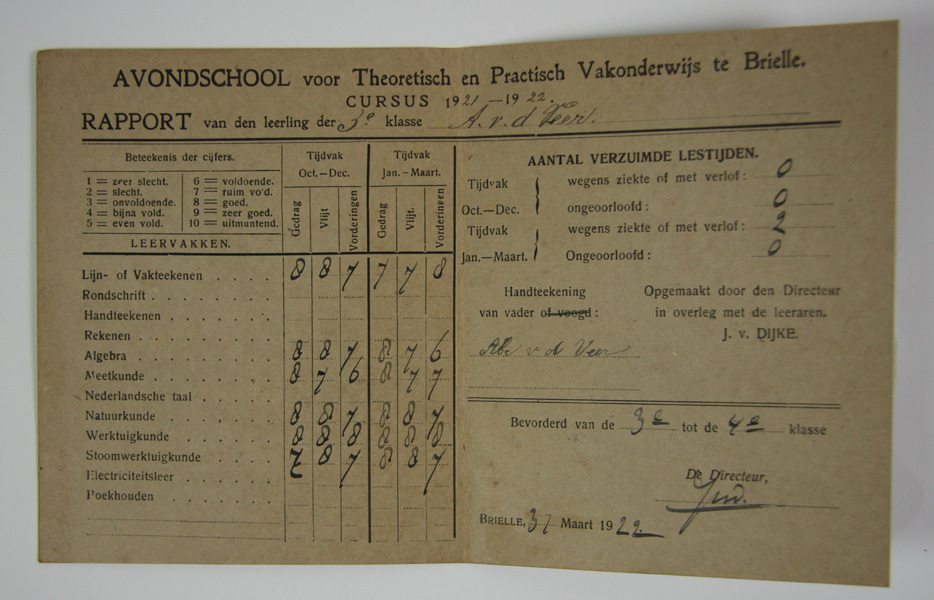 AVONDSCHOOL voor Theoretisch en Practisch Vakonderwijs te Brielle.
CURSUS 1921 - 1922.
RAPPORT van den leerling der 3e klasse A. v. d Veer.
Beteekenis der cijfers.
1 = zeer slecht. 6 = voldoende.
2 = slecht. 7 = ruim vo'd.
3 = onvoldoende. 8 = goed.
4 = bijna vold. 9 = zeer goed.
5 = even vold. 10 = uitmuntend.
LEERVAKKEN.
Tijdvak Oct.—Dec. Tijdvak Jan.—Maart.
Gedrag Vlijt Vorderingen Gedrag Vlijt. Vorderingen
Lijn- of Vakteekenen . . . . 8 8 7 7 7 8
Rondschrift . . . . . . .
Handteekenen . . . . . .
Rekenen . . . . . . . .
Algebra . . . . . . . . 8 8 7 8 7 6
Meetkunde . . . . . . . 8 7 6 8 7 7
Nederlandsche taal . . . . .
Natuurkunde . . . . . . 8 8 7 8 8 7
Werktuigkunde . . . . . . 8 8 8 8 8 8
Stoomwerktuigkunde . . . . 7 8 7 8 8 7
Electriciteitsleer . . . . . .
Boekhouden . . . . . . .
AANTAL VERZUIMDE LESTIJDEN.
Tijdvak Oct.—Dec. wegens ziekte of met verlof: 0
ongeoorloofd: 0
Tijdvak Jan.—Maart. wegens ziekte of met verlof: 2
Ongeoorloofd: 0
Handteekening
van vader of voogd:
Abr v d Veer
Opgemaakt door den Directeur
in overleg met de leeraren.
J. v. DIJKE.
Bevorderd van de 3e tot de 4e klasse
De Directeur,
BRIELLE, 31 Maart 1922.